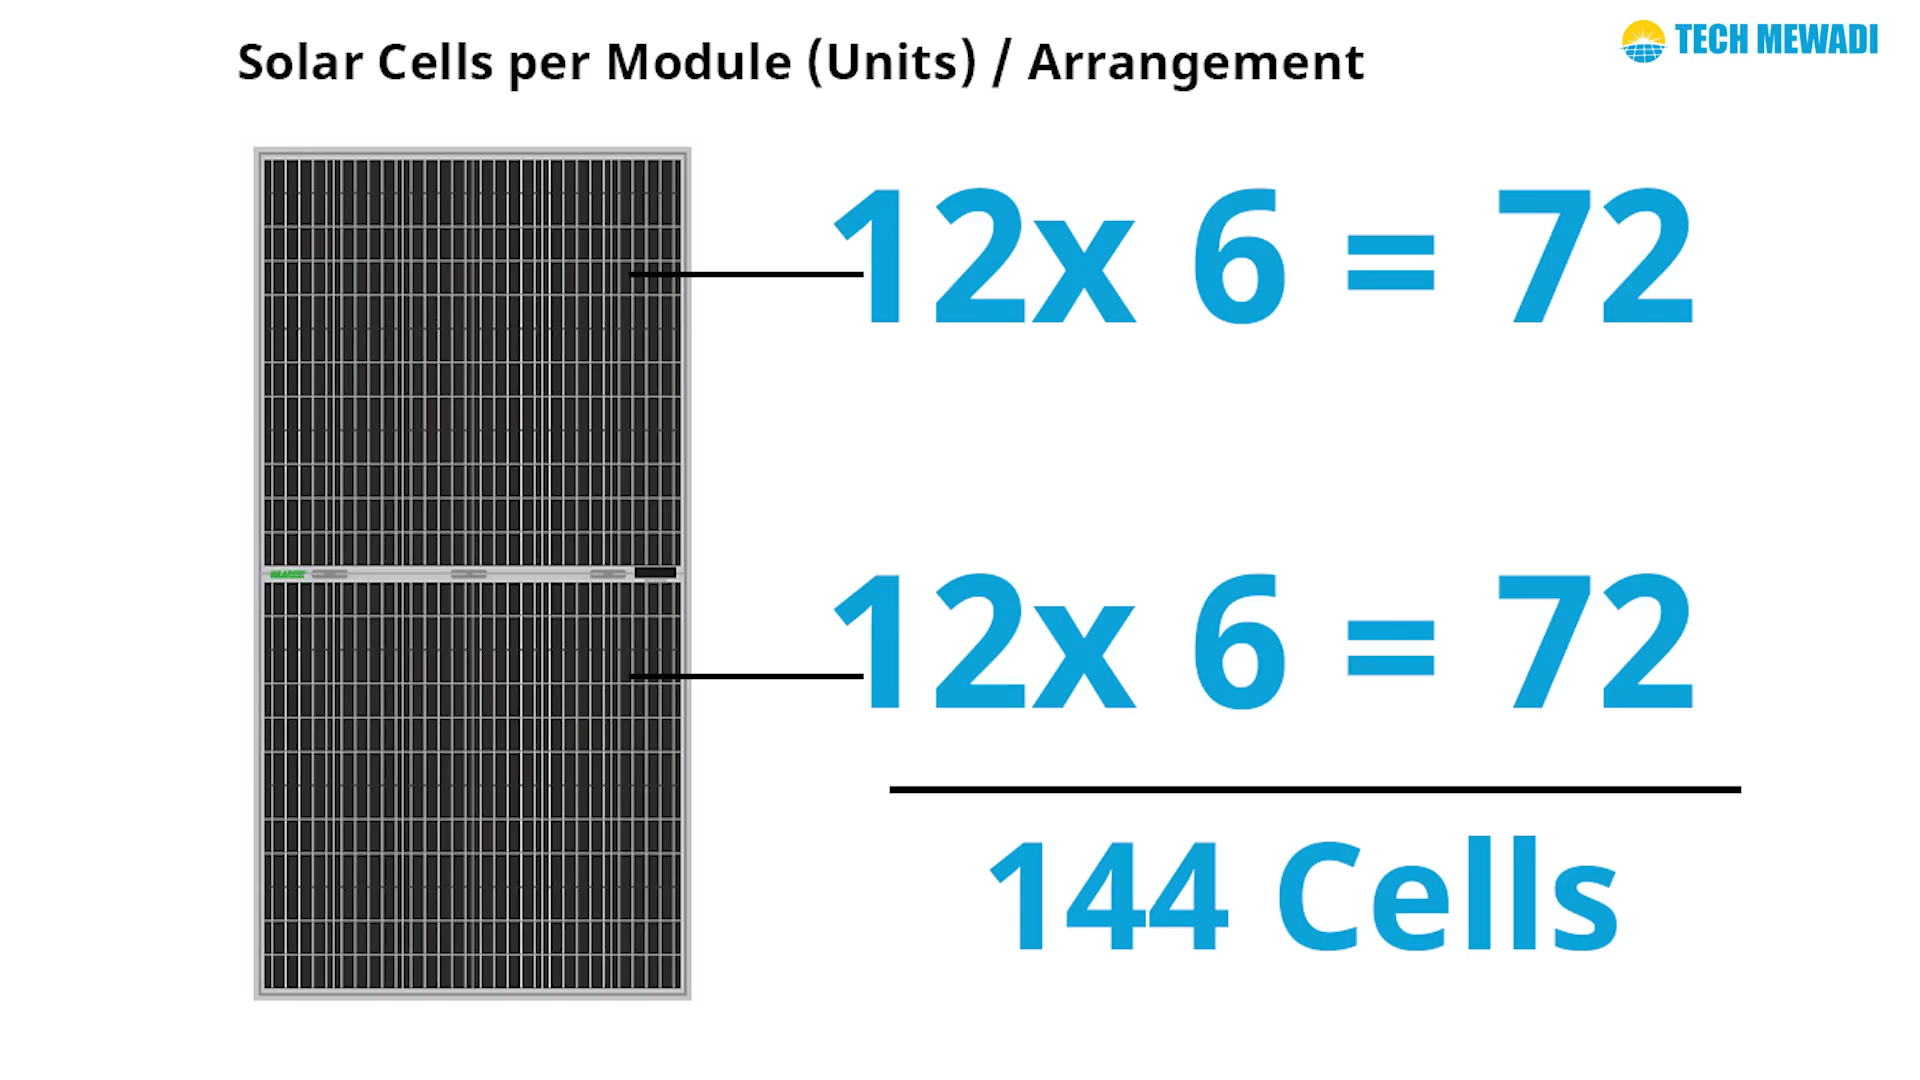 Solar Cells per Module (Units) / Arrangement
TECH MEWADI
12x 6 = 72
12x 6 = 72
144 Cells